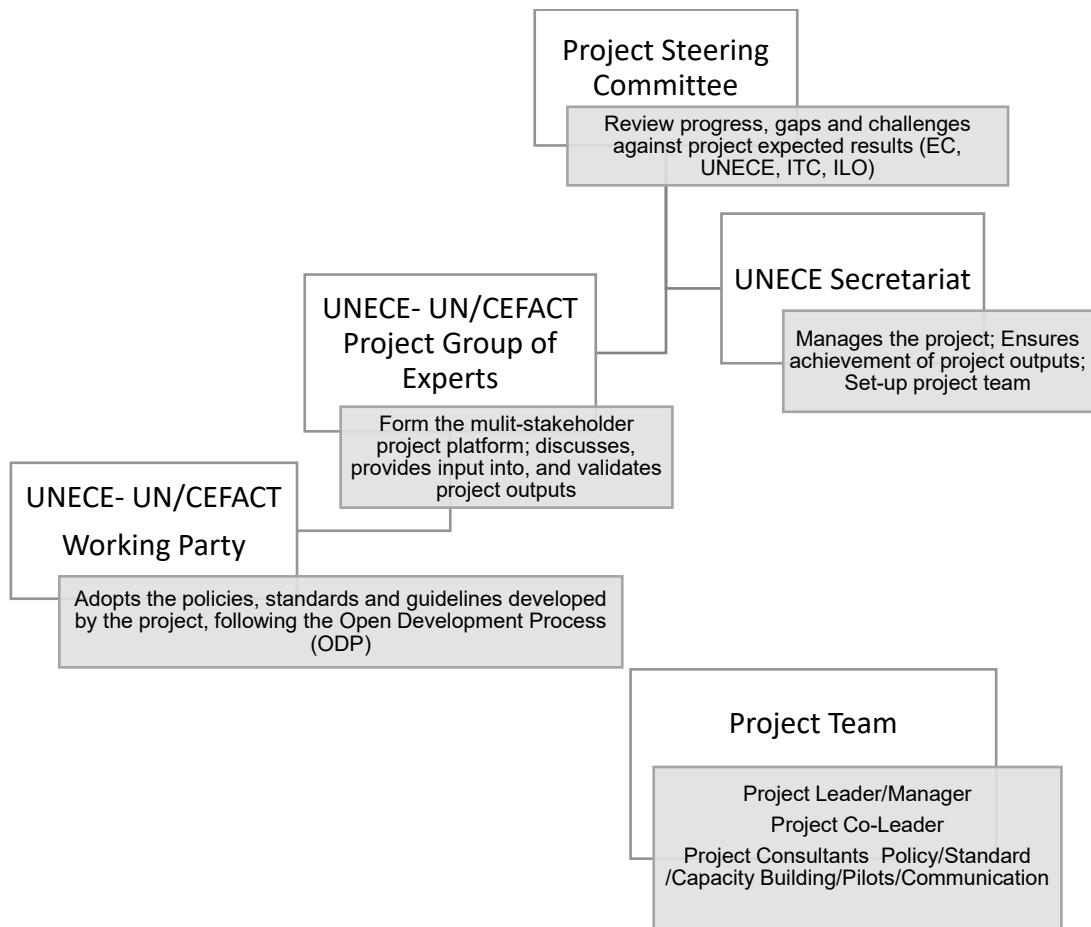 Project Steering
Committee
Review progress, gaps and challenges
against project expected results (EC,
UNECE, ITC, ILO)
UNECE Secretariat
Manages the project; Ensures
achievement of project outputs;
Set-up project team
UNECE- UN/CEFACT
Project Group of
Experts
Form the mulit-stakeholder
project platform; discusses,
provides input into, and validates
project outputs
UNECE- UN/CEFACT
Working Party
Adopts the policies, standards and guidelines developed
by the project, following the Open Development Process
(ODP)
Project Team
Project Leader/Manager
Project Co-Leader
Project Consultants Policy/Standard
/Capacity Building/Pilots/Communication